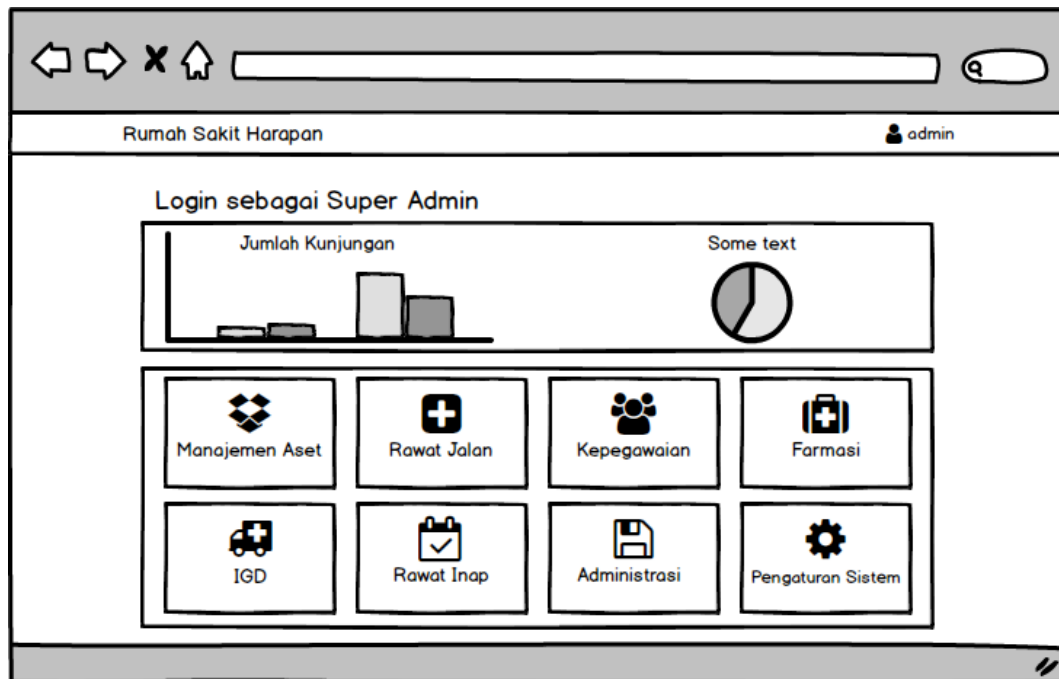 Rumah Sakit Harapan
admin
Login sebagai Super Admin
Jumlah Kunjungan
Some text
Manajemen Aset
Rawat Jalan
Kepegawaian
Farmasi
IGD
Rawat Inap
Administrasi
Pengaturan Sistem